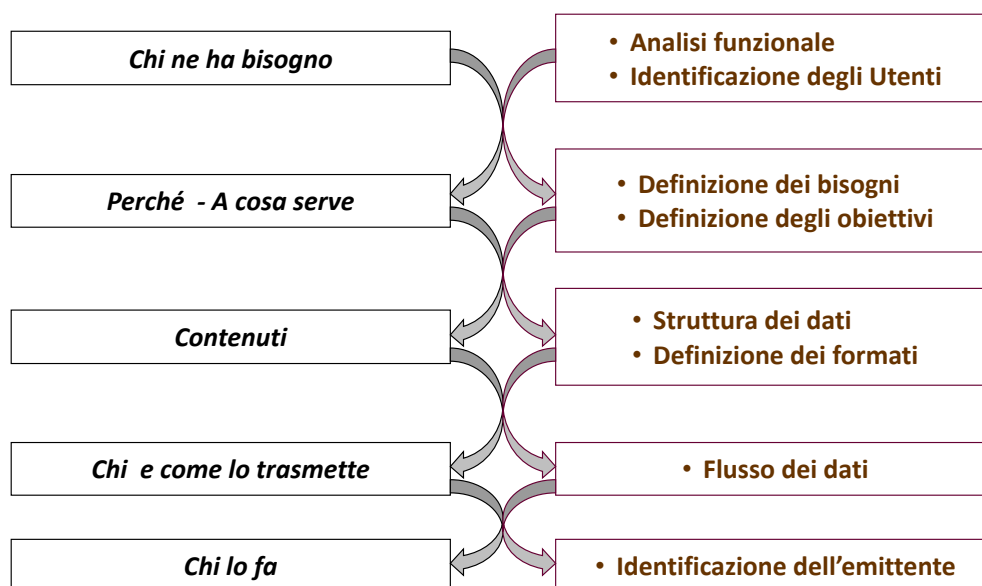 Chi ne ha bisogno
• Analisi funzionale
• Identificazione degli Utenti
Perché - A cosa serve
• Definizione dei bisogni
• Definizione degli obiettivi
Contenuti
• Struttura dei dati
• Definizione dei formati
Chi e come lo trasmette
• Flusso dei dati
Chi lo fa
• Identificazione dell’emittente